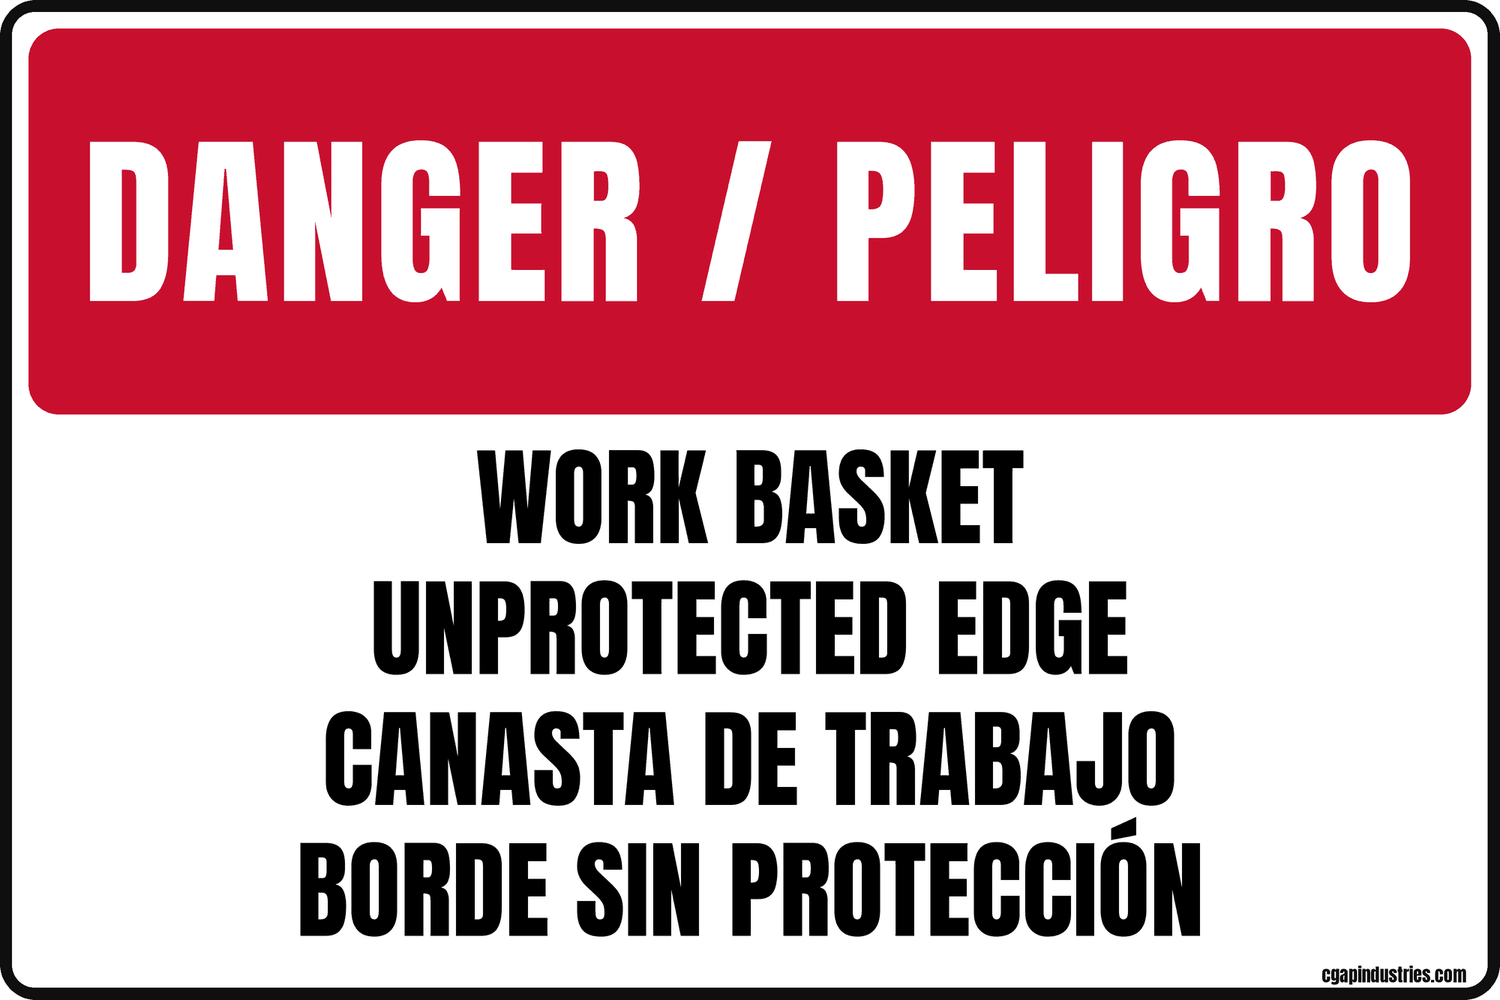 DANGER / PELIGRO
WORK BASKET
UNPROTECTED EDGE
CANASTA DE TRABAJO
BORDE SIN PROTECCIÓN
cgapindustries.com